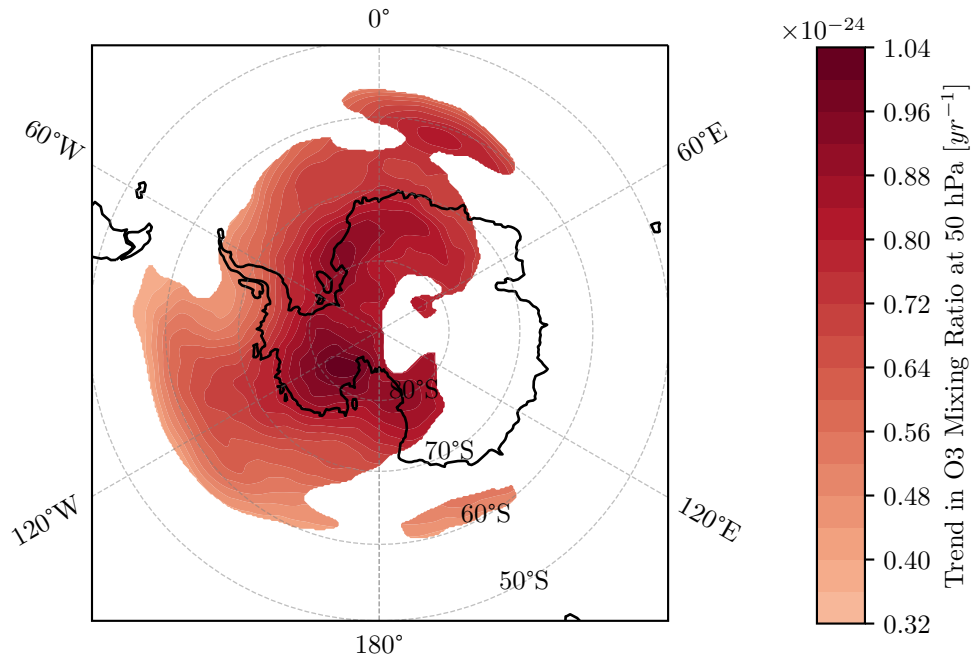 0°
×10⁻²⁴
60°W
60°E
80°S
70°S
60°S
50°S
120°W
120°E
180°
1.04
0.96
0.88
0.80
0.72
0.64
0.56
0.48
0.40
0.32
Trend in O3 Mixing Ratio at 50 hPa [yr⁻¹]